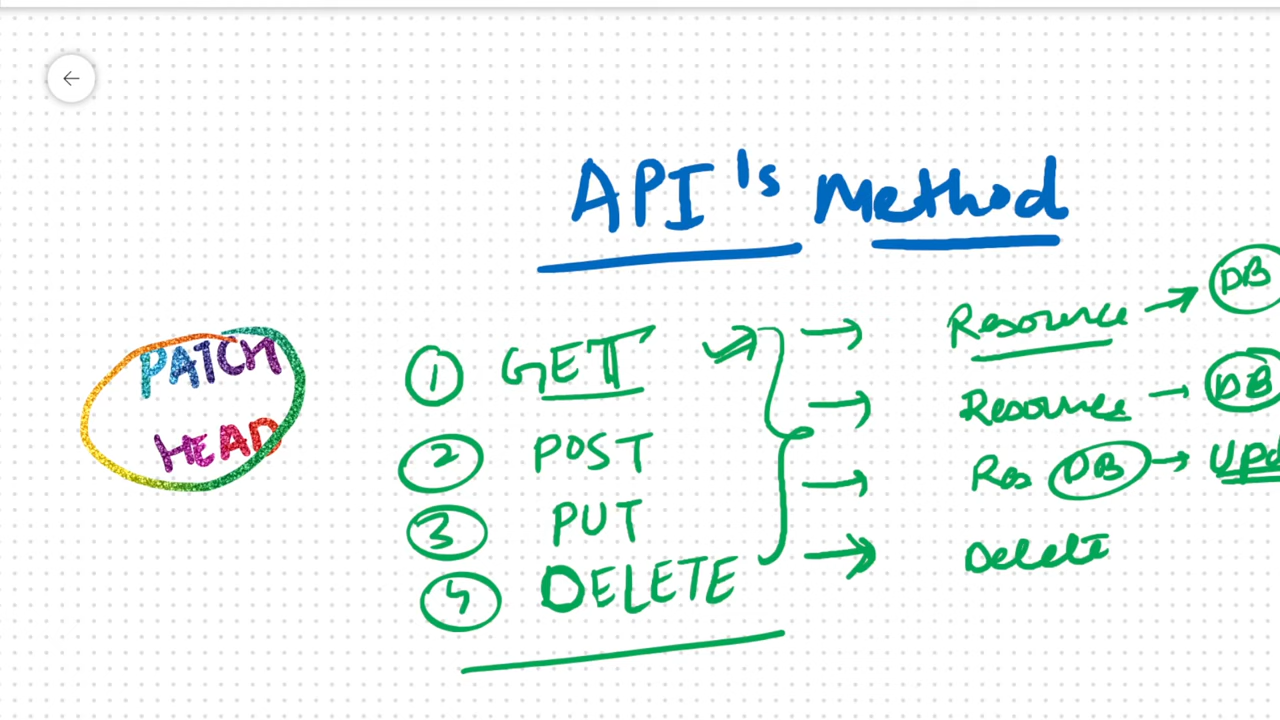 API's Method
PATCH
HEAD
1 GET → Resource → DB
2 POST → Resource → DB
3 PUT → Res DB → Upd
4 DELETE → Delete